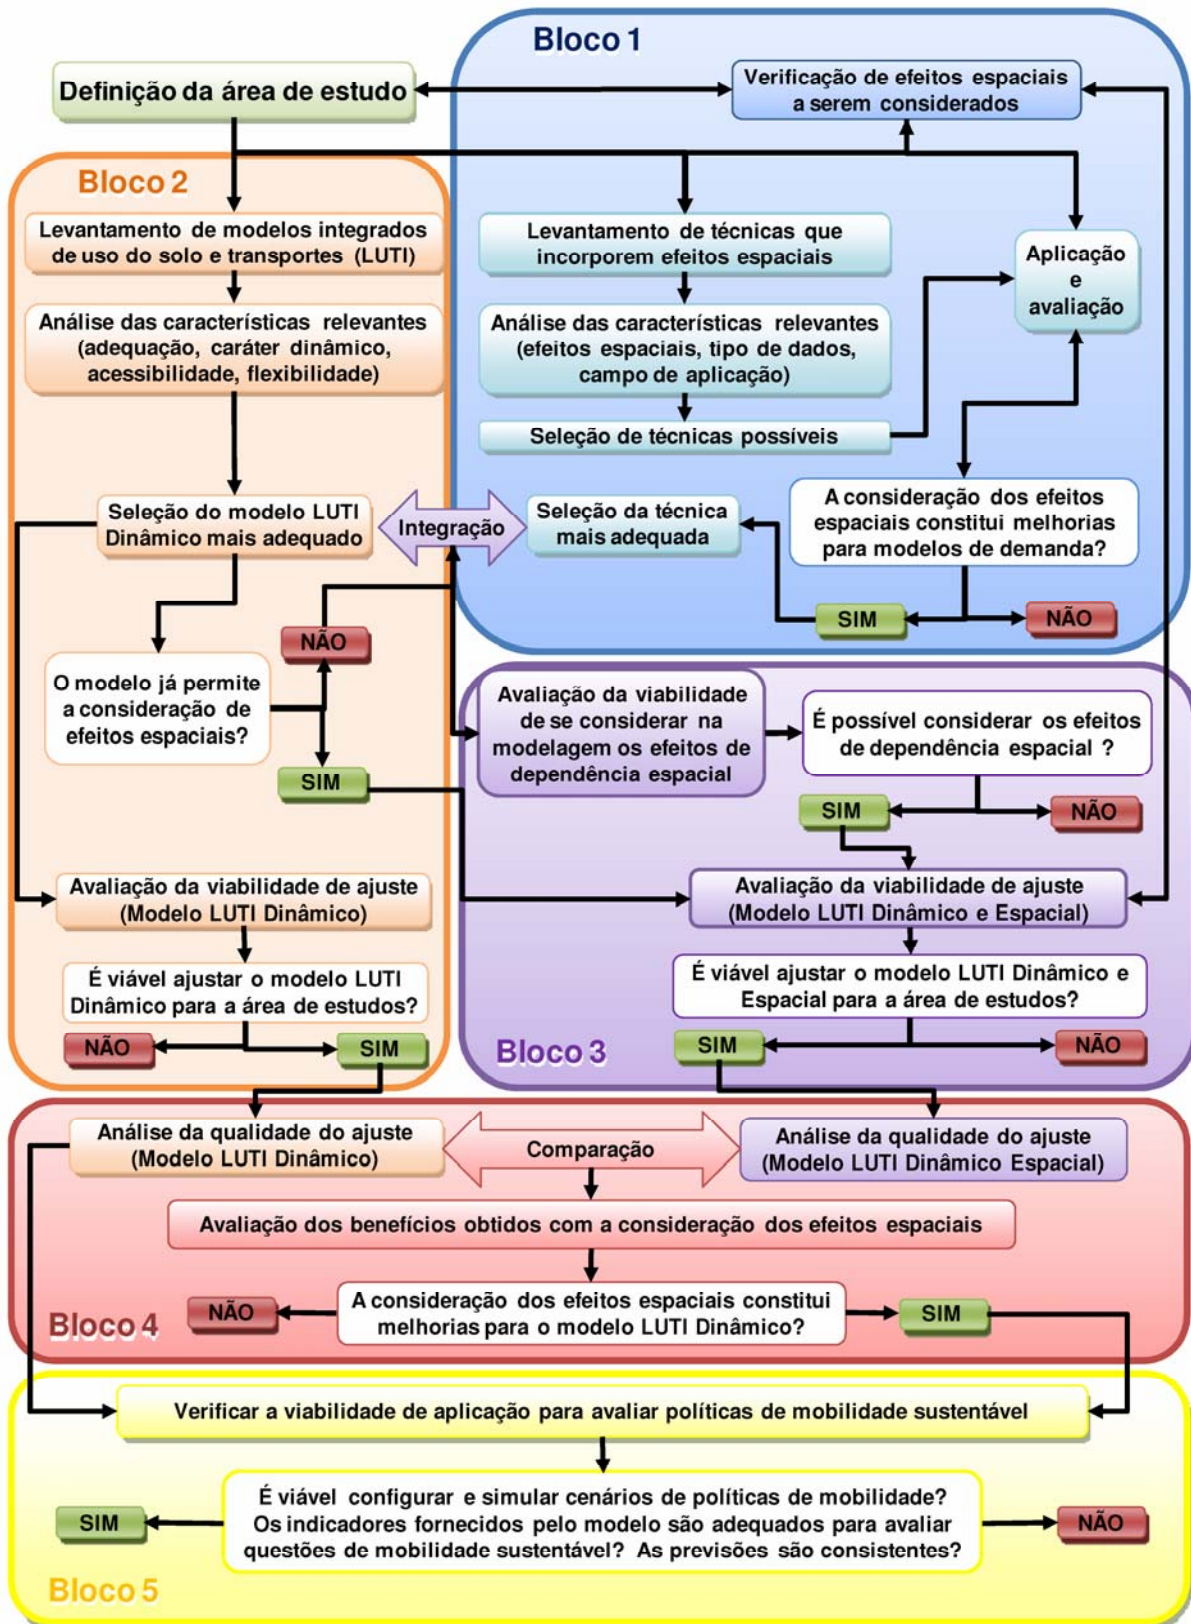 Bloco 1
Definição da área de estudo
Verificação de efeitos espaciais
a serem considerados
Bloco 2
Levantamento de modelos integrados
de uso do solo e transportes (LUTI)
Levantamento de técnicas que
incorporem efeitos espaciais
Aplicação
e
avaliação
Análise das características relevantes
(adequação, caráter dinâmico,
acessibilidade, flexibilidade)
Análise das características relevantes
(efeitos espaciais, tipo de dados,
campo de aplicação)
Seleção de técnicas possíveis
Seleção do modelo LUTI
Dinâmico mais adequado
Integração
Seleção da técnica
mais adequada
A consideração dos efeitos
espaciais constitui melhorias
para modelos de demanda?
SIM
NÃO
NÃO
O modelo já permite
a consideração de
efeitos espaciais?
SIM
Avaliação da viabilidade
de se considerar na
modelagem os efeitos de
dependência espacial
É possível considerar os efeitos
de dependência espacial ?
SIM
NÃO
Avaliação da viabilidade de ajuste
(Modelo LUTI Dinâmico)
Avaliação da viabilidade de ajuste
(Modelo LUTI Dinâmico e Espacial)
É viável ajustar o modelo LUTI
Dinâmico para a área de estudos?
É viável ajustar o modelo LUTI Dinâmico e
Espacial para a área de estudos?
NÃO
SIM
Bloco 3
SIM
NÃO
Análise da qualidade do ajuste
(Modelo LUTI Dinâmico)
Comparação
Análise da qualidade do ajuste
(Modelo LUTI Dinâmico Espacial)
Avaliação dos benefícios obtidos com a consideração dos efeitos espaciais
NÃO
A consideração dos efeitos espaciais constitui
melhorias para o modelo LUTI Dinâmico?
SIM
Bloco 4
Verificar a viabilidade de aplicação para avaliar políticas de mobilidade sustentável
SIM
É viável configurar e simular cenários de políticas de mobilidade?
Os indicadores fornecidos pelo modelo são adequados para avaliar
questões de mobilidade sustentável? As previsões são consistentes?
NÃO
Bloco 5